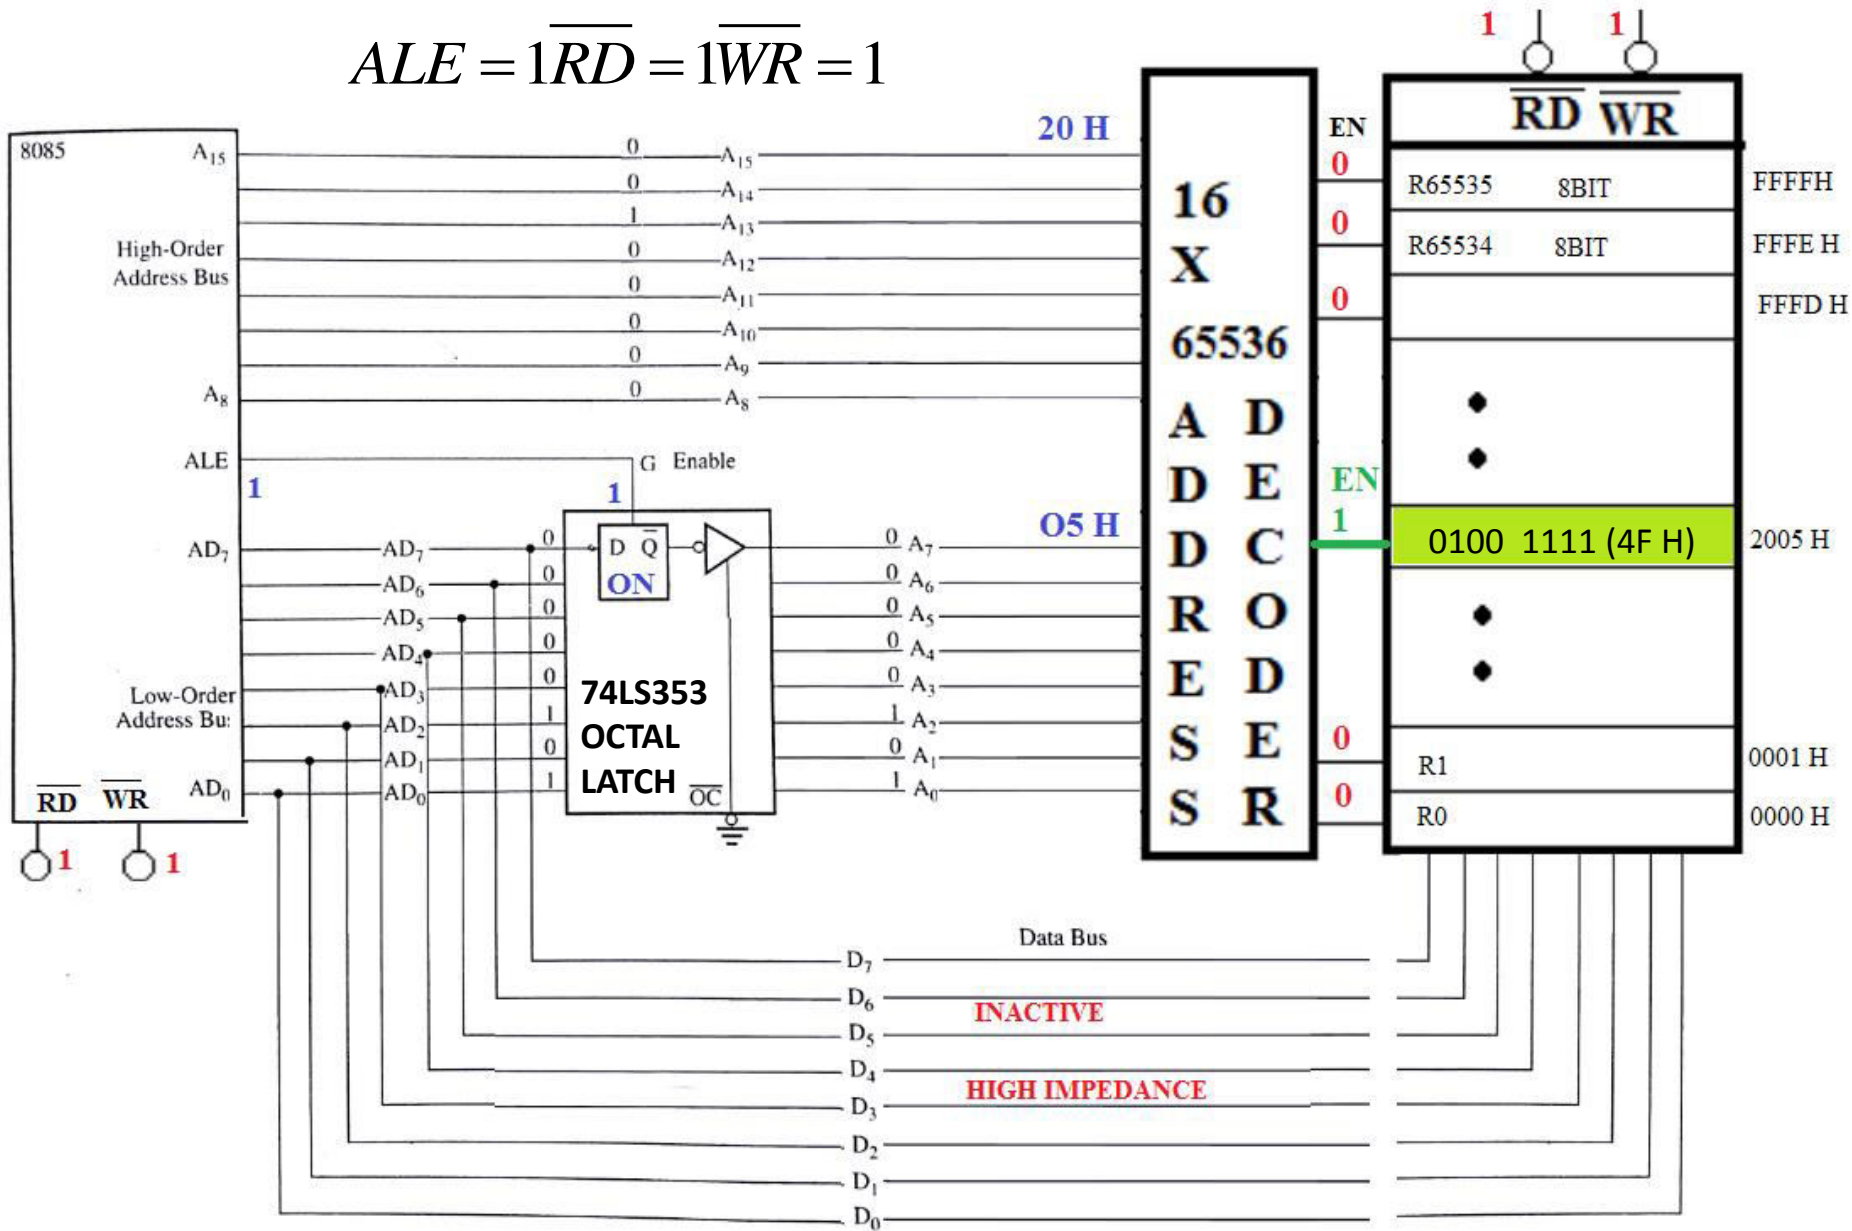 ALE = 1 RD = 1 WR = 1
1 1
RD WR
8085
A15 0 A15
0 A14
1 A13
High-Order
Address Bus
0 A12
0 A11
0 A10
0 A9
A8 0 A8
ALE
1
G Enable
1
AD7 AD7 0
AD6 0
AD5 0
AD4 0
AD3 0
Low-Order
Address Bu:
AD2 1
AD1 0
AD0 AD0 1
RD WR
1 1
D Q
ON
74LS353
OCTAL
LATCH
OC
0 A7
0 A6
0 A5
0 A4
0 A3
1 A2
0 A1
1 A0
20 H
O5 H
16
X
65536
A D
D E
D C
R O
E D
S E
S R
EN
0
0
0
EN
1
0
0
R65535 8BIT FFFFH
R65534 8BIT FFFE H
FFFD H
0100 1111 (4F H) 2005 H
R1 0001 H
R0 0000 H
Data Bus
D7
D6
INACTIVE
D5
D4
HIGH IMPEDANCE
D3
D2
D1
D0